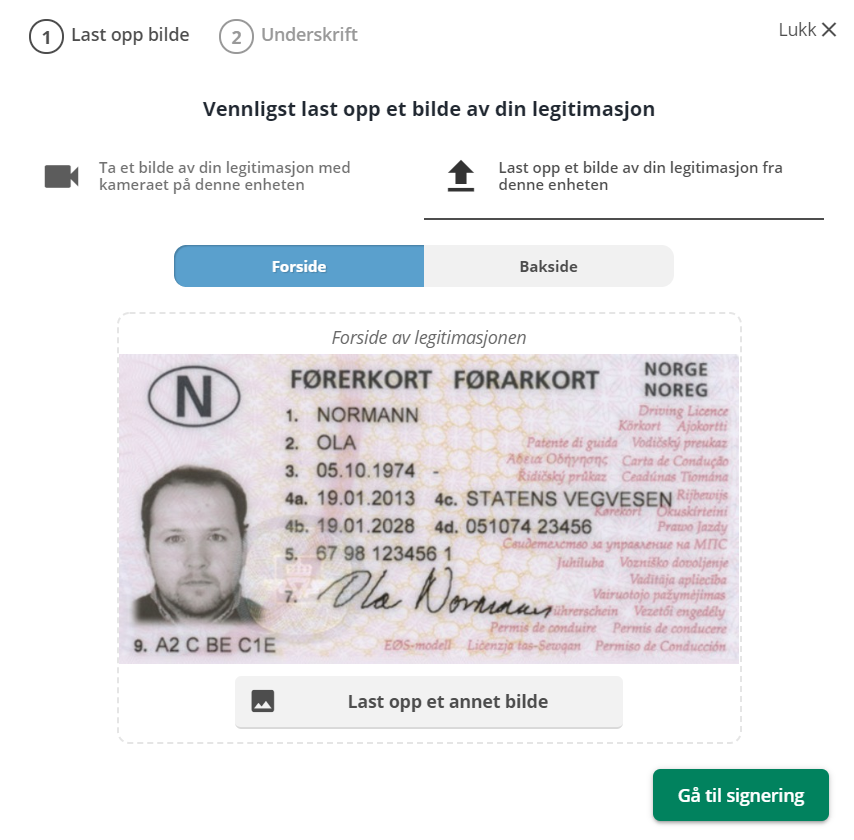 1 Last opp bilde
2 Underskrift
Lukk
Vennligst last opp et bilde av din legitimasjon
Ta et bilde av din legitimasjon med
kameraet på denne enheten
Last opp et bilde av din legitimasjon fra
denne enheten
Forside
Bakside
Forside av legitimasjonen
N
FØRERKORT FØRARKORT
NORGE
NOREG
1. NORMANN
2. OLA
3. 05.10.1974 -
4a. 19.01.2013 4c. STATENS VEGVESEN
4b. 19.01.2028 4d. 051074 23456
5. 67 98 123456 1
7. Ola Normann
9. A2 C BE C1E
Driving Licence
Körkort Ajokortti
Patente di guida Vodičský preukaz
Άδεια Οδήγησης Carta de Condução
Řidičský průkaz Ceadúnas Tiomána
Rijbewijs
Kørekort Ökuskírteini
Prawo Jazdy
Свидетелство за управление на МПС
Juhiluba Vozniško dovoljenje
Vadītāja apliecība
Vairuotojo pažymėjimas
ührerschein Vezetői engedély
Permis de conduire Permis de conducere
EØS-modell Liċenzja tas-Sewqan Permiso de Conducción
Last opp et annet bilde
Gå til signering